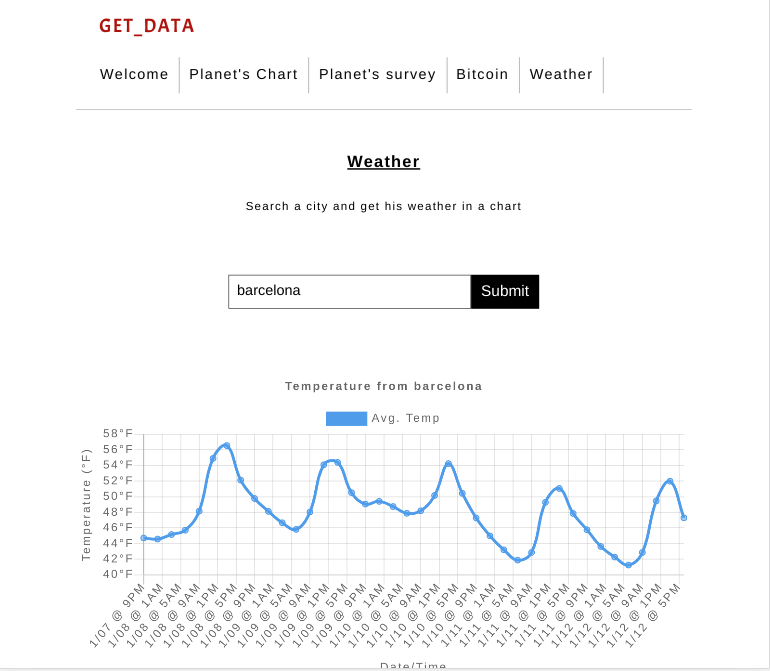 GET_DATA
Welcome Planet's Chart Planet's survey Bitcoin Weather
Weather
Search a city and get his weather in a chart
barcelona Submit
Temperature from barcelona
Avg. Temp
Temperature (°F)
58°F
56°F
54°F
52°F
50°F
48°F
46°F
44°F
42°F
40°F
1/07 @ 9PM
1/08 @ 1AM
1/08 @ 5AM
1/08 @ 9AM
1/08 @ 1PM
1/08 @ 5PM
1/08 @ 9PM
1/09 @ 1AM
1/09 @ 5AM
1/09 @ 9AM
1/09 @ 1PM
1/09 @ 5PM
1/09 @ 9PM
1/10 @ 1AM
1/10 @ 5AM
1/10 @ 9AM
1/10 @ 1PM
1/10 @ 5PM
1/10 @ 9PM
1/11 @ 1AM
1/11 @ 5AM
1/11 @ 9AM
1/11 @ 1PM
1/11 @ 5PM
1/11 @ 9PM
1/12 @ 1AM
1/12 @ 5AM
1/12 @ 9AM
1/12 @ 1PM
1/12 @ 5PM
Date/Time